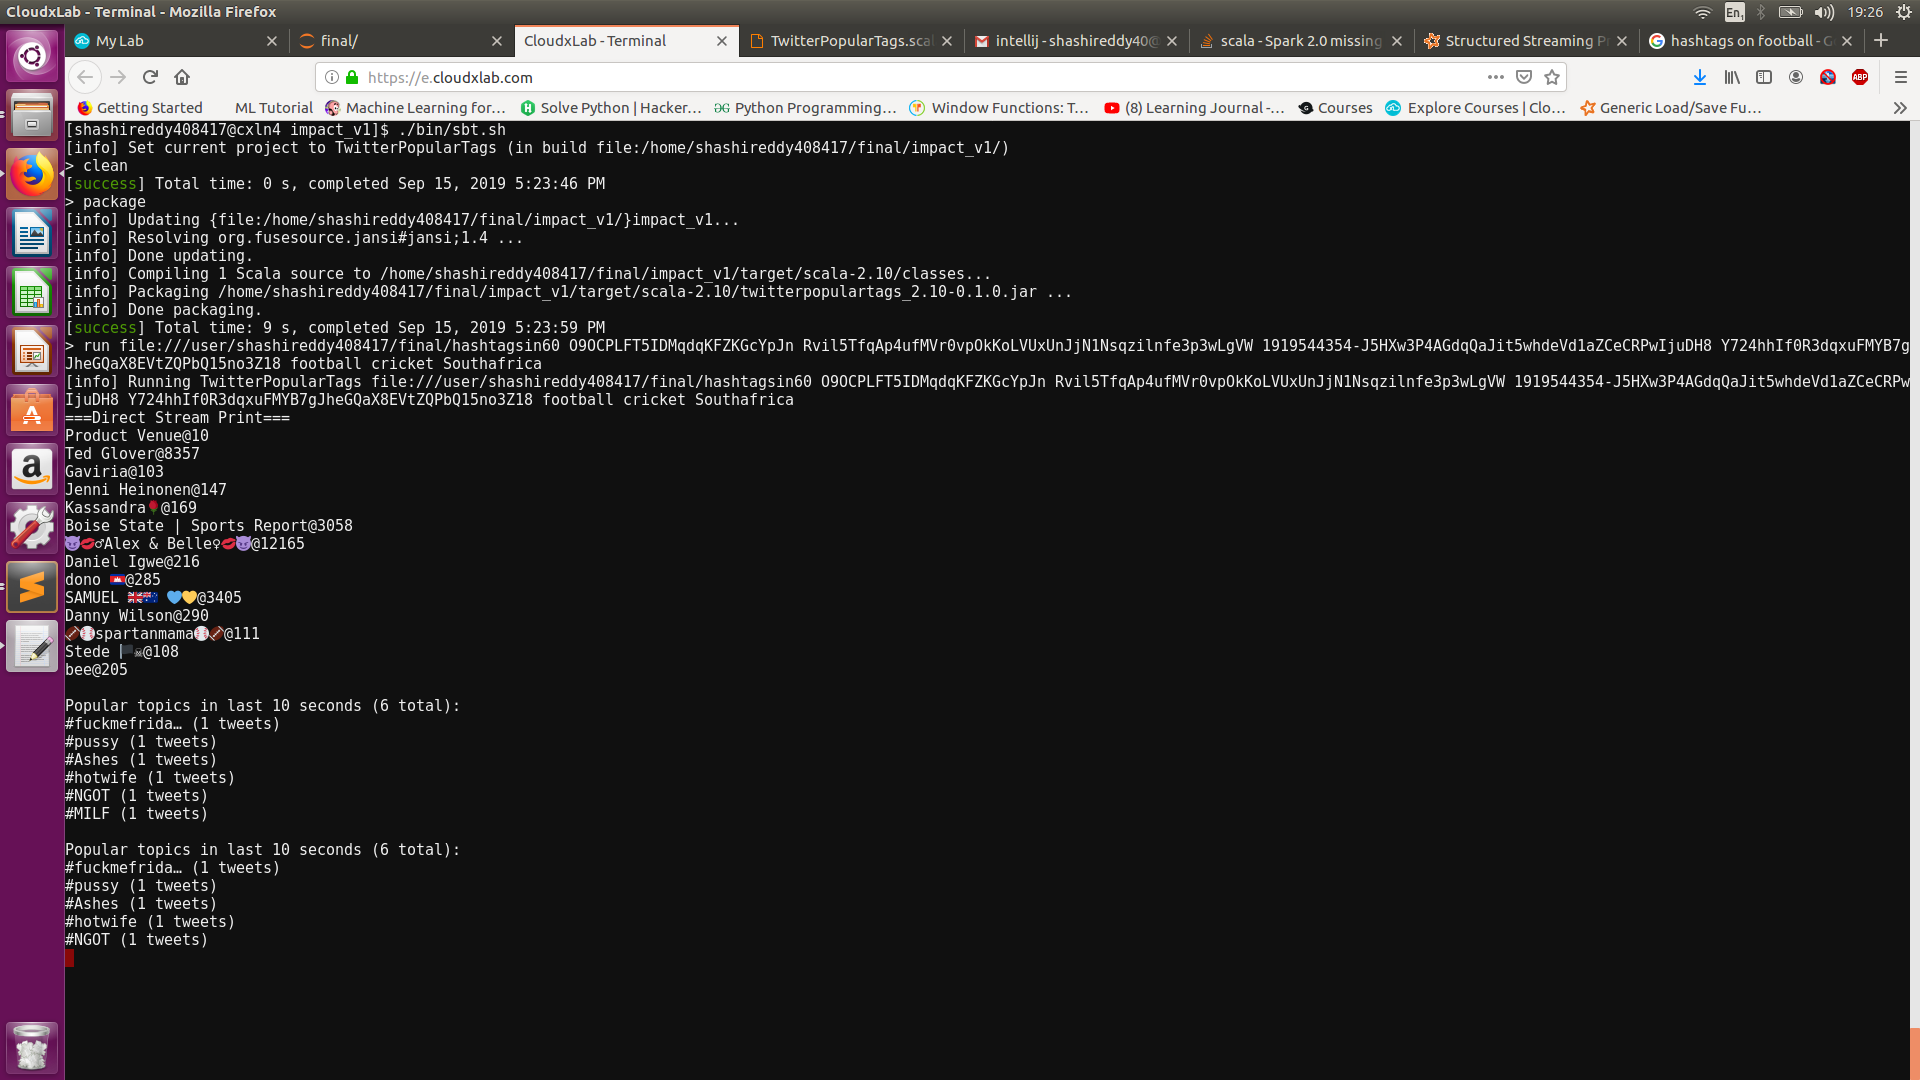 CloudxLab - Terminal - Mozilla Firefox
En1
19:26
My Lab
final/
CloudxLab - Terminal
TwitterPopularTags.scal
intellij - shashireddy40@
scala - Spark 2.0 missing
Structured Streaming P
hashtags on football - G
https://e.cloudxlab.com
ABP
Getting Started
ML Tutorial
Machine Learning for...
Solve Python | Hacker...
Python Programming...
Window Functions: T...
(8) Learning Journal -...
Courses
Explore Courses | Clo...
Generic Load/Save Fu...
[shashireddy408417@cxln4 impact_v1]$ ./bin/sbt.sh
[info] Set current project to TwitterPopularTags (in build file:/home/shashireddy408417/final/impact_v1/)
> clean
[success] Total time: 0 s, completed Sep 15, 2019 5:23:46 PM
> package
[info] Updating {file:/home/shashireddy408417/final/impact_v1/}impact_v1...
[info] Resolving org.fusesource.jansi#jansi;1.4 ...
[info] Done updating.
[info] Compiling 1 Scala source to /home/shashireddy408417/final/impact_v1/target/scala-2.10/classes...
[info] Packaging /home/shashireddy408417/final/impact_v1/target/scala-2.10/twitterpopulartags_2.10-0.1.0.jar ...
[info] Done packaging.
[success] Total time: 9 s, completed Sep 15, 2019 5:23:59 PM
> run file:///user/shashireddy408417/final/hashtagsin60 O9OCPLFT5IDMqdqKFZKGcYpJn Rvil5TfqAp4ufMVr0vpOkKoLVUxUnJjN1Nsqzilnfe3p3wLgVW 1919544354-J5HXw3P4AGdqQaJit5whdeVd1aZCeCRPwIjuDH8 Y724hhIf0R3dqxuFMYB7g
JheGQaX8EVtZQPbQ15no3Z18 football cricket Southafrica
[info] Running TwitterPopularTags file:///user/shashireddy408417/final/hashtagsin60 O9OCPLFT5IDMqdqKFZKGcYpJn Rvil5TfqAp4ufMVr0vpOkKoLVUxUnJjN1Nsqzilnfe3p3wLgVW 1919544354-J5HXw3P4AGdqQaJit5whdeVd1aZCeCRPw
IjuDH8 Y724hhIf0R3dqxuFMYB7gJheGQaX8EVtZQPbQ15no3Z18 football cricket Southafrica
===Direct Stream Print===
Product Venue@10
Ted Glover@8357
Gaviria@103
Jenni Heinonen@147
Kassandra🌹@169
Boise State | Sports Report@3058
😈💋♂Alex & Belle♀💋😈@12165
Daniel Igwe@216
dono 🇰🇭@285
SAMUEL 🇬🇧🇦🇺 💙💛@3405
Danny Wilson@290
🏈⚾spartanmama⚾🏈@111
Stede 🏴☠@108
bee@205
Popular topics in last 10 seconds (6 total):
#fuckmefrida… (1 tweets)
#pussy (1 tweets)
#Ashes (1 tweets)
#hotwife (1 tweets)
#NGOT (1 tweets)
#MILF (1 tweets)
Popular topics in last 10 seconds (6 total):
#fuckmefrida… (1 tweets)
#pussy (1 tweets)
#Ashes (1 tweets)
#hotwife (1 tweets)
#NGOT (1 tweets)